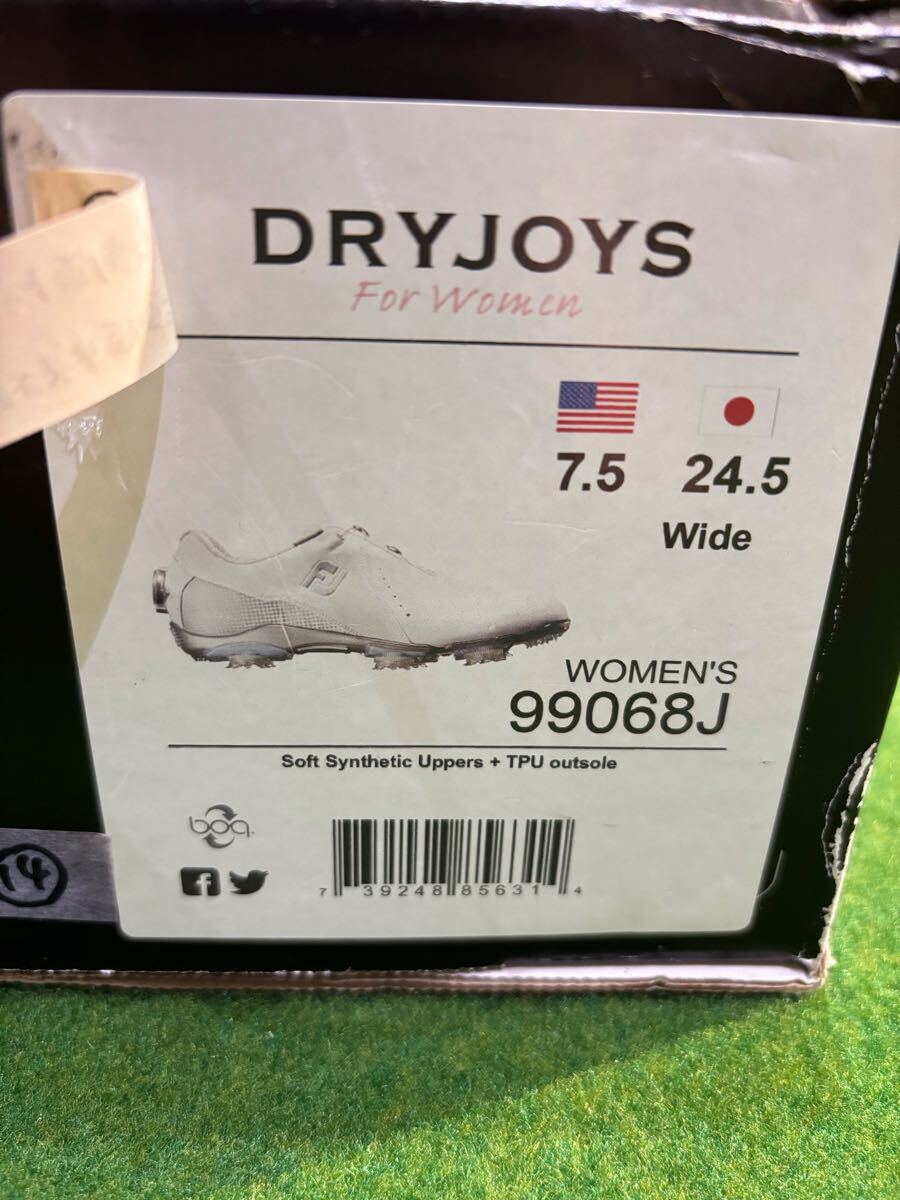 DRYJOYS
For Women
7.5 24.5
Wide
FJ
WOMEN'S
99068J
Soft Synthetic Uppers + TPU outsole
boa
7 39248 85631 4
14